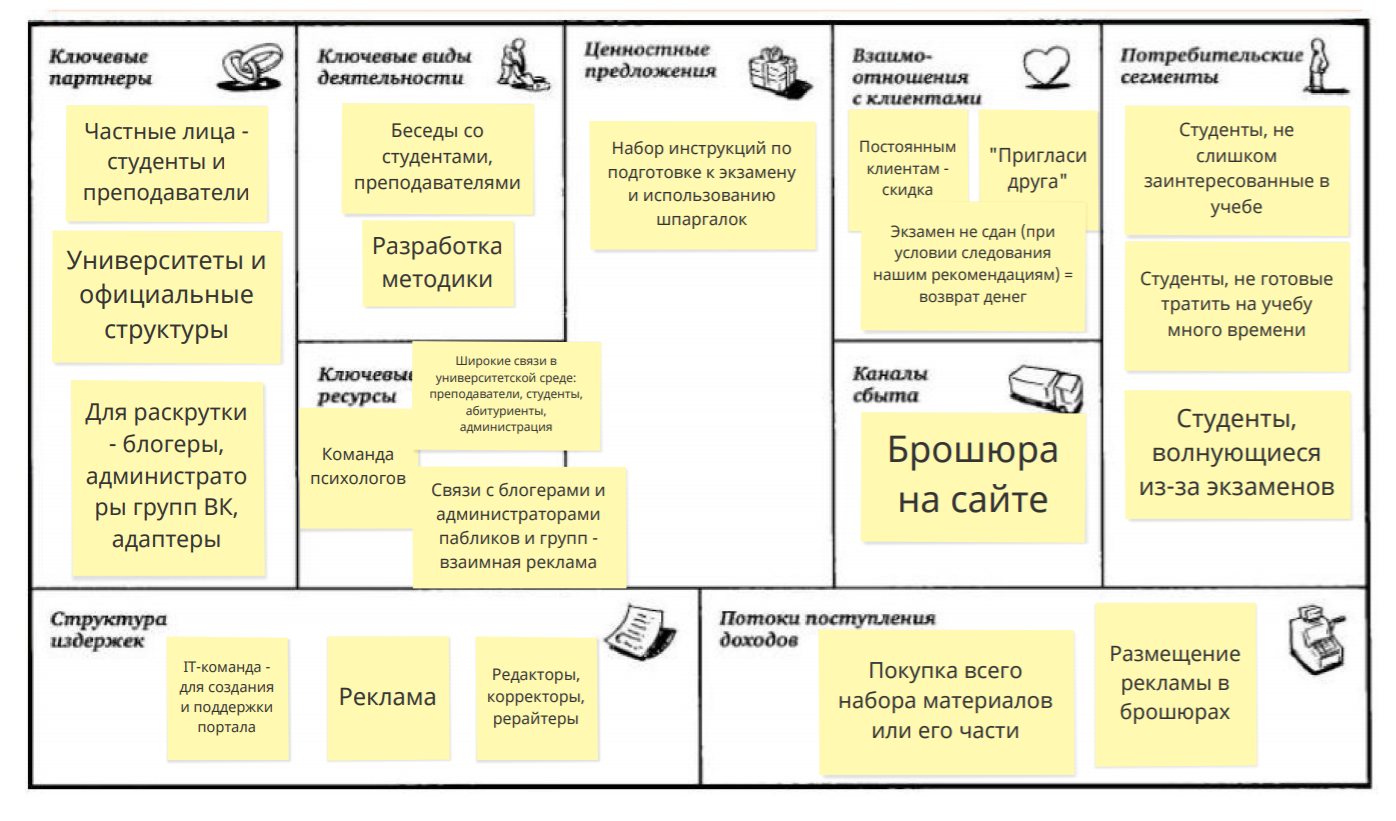 Ключевые
партнеры
Частные лица -
студенты и
преподаватели
Университеты и
официальные
структуры
Для раскрутки
- блогеры,
администрато
ры групп ВК,
адаптеры
Ключевые виды
деятельности
Беседы со
студентами,
преподавателями
Разработка
методики
Ключевые
ресурсы
Широкие связи в
университетской среде:
преподаватели, студенты,
абитуриенты,
администрация
Команда
психологов
Связи с блогерами и
администраторами
пабликов и групп -
взаимная реклама
Ценностные
предложения
Набор инструкций по
подготовке к экзамену
и использованию
шпаргалок
Взаимо-
отношения
с клиентами
Постоянным
клиентам -
скидка
"Пригласи
друга"
Экзамен не сдан (при
условии следования
нашим рекомендациям) =
возврат денег
Каналы
сбыта
Брошюра
на сайте
Потребительские
сегменты
Студенты, не
слишком
заинтересованные в
учебе
Студенты, не готовые
тратить на учебу
много времени
Студенты,
волнующиеся
из-за экзаменов
Структура
издержек
IT-команда -
для создания
и поддержки
портала
Реклама
Редакторы,
корректоры,
рерайтеры
Потоки поступления
доходов
Покупка всего
набора материалов
или его части
Размещение
рекламы в
брошюрах